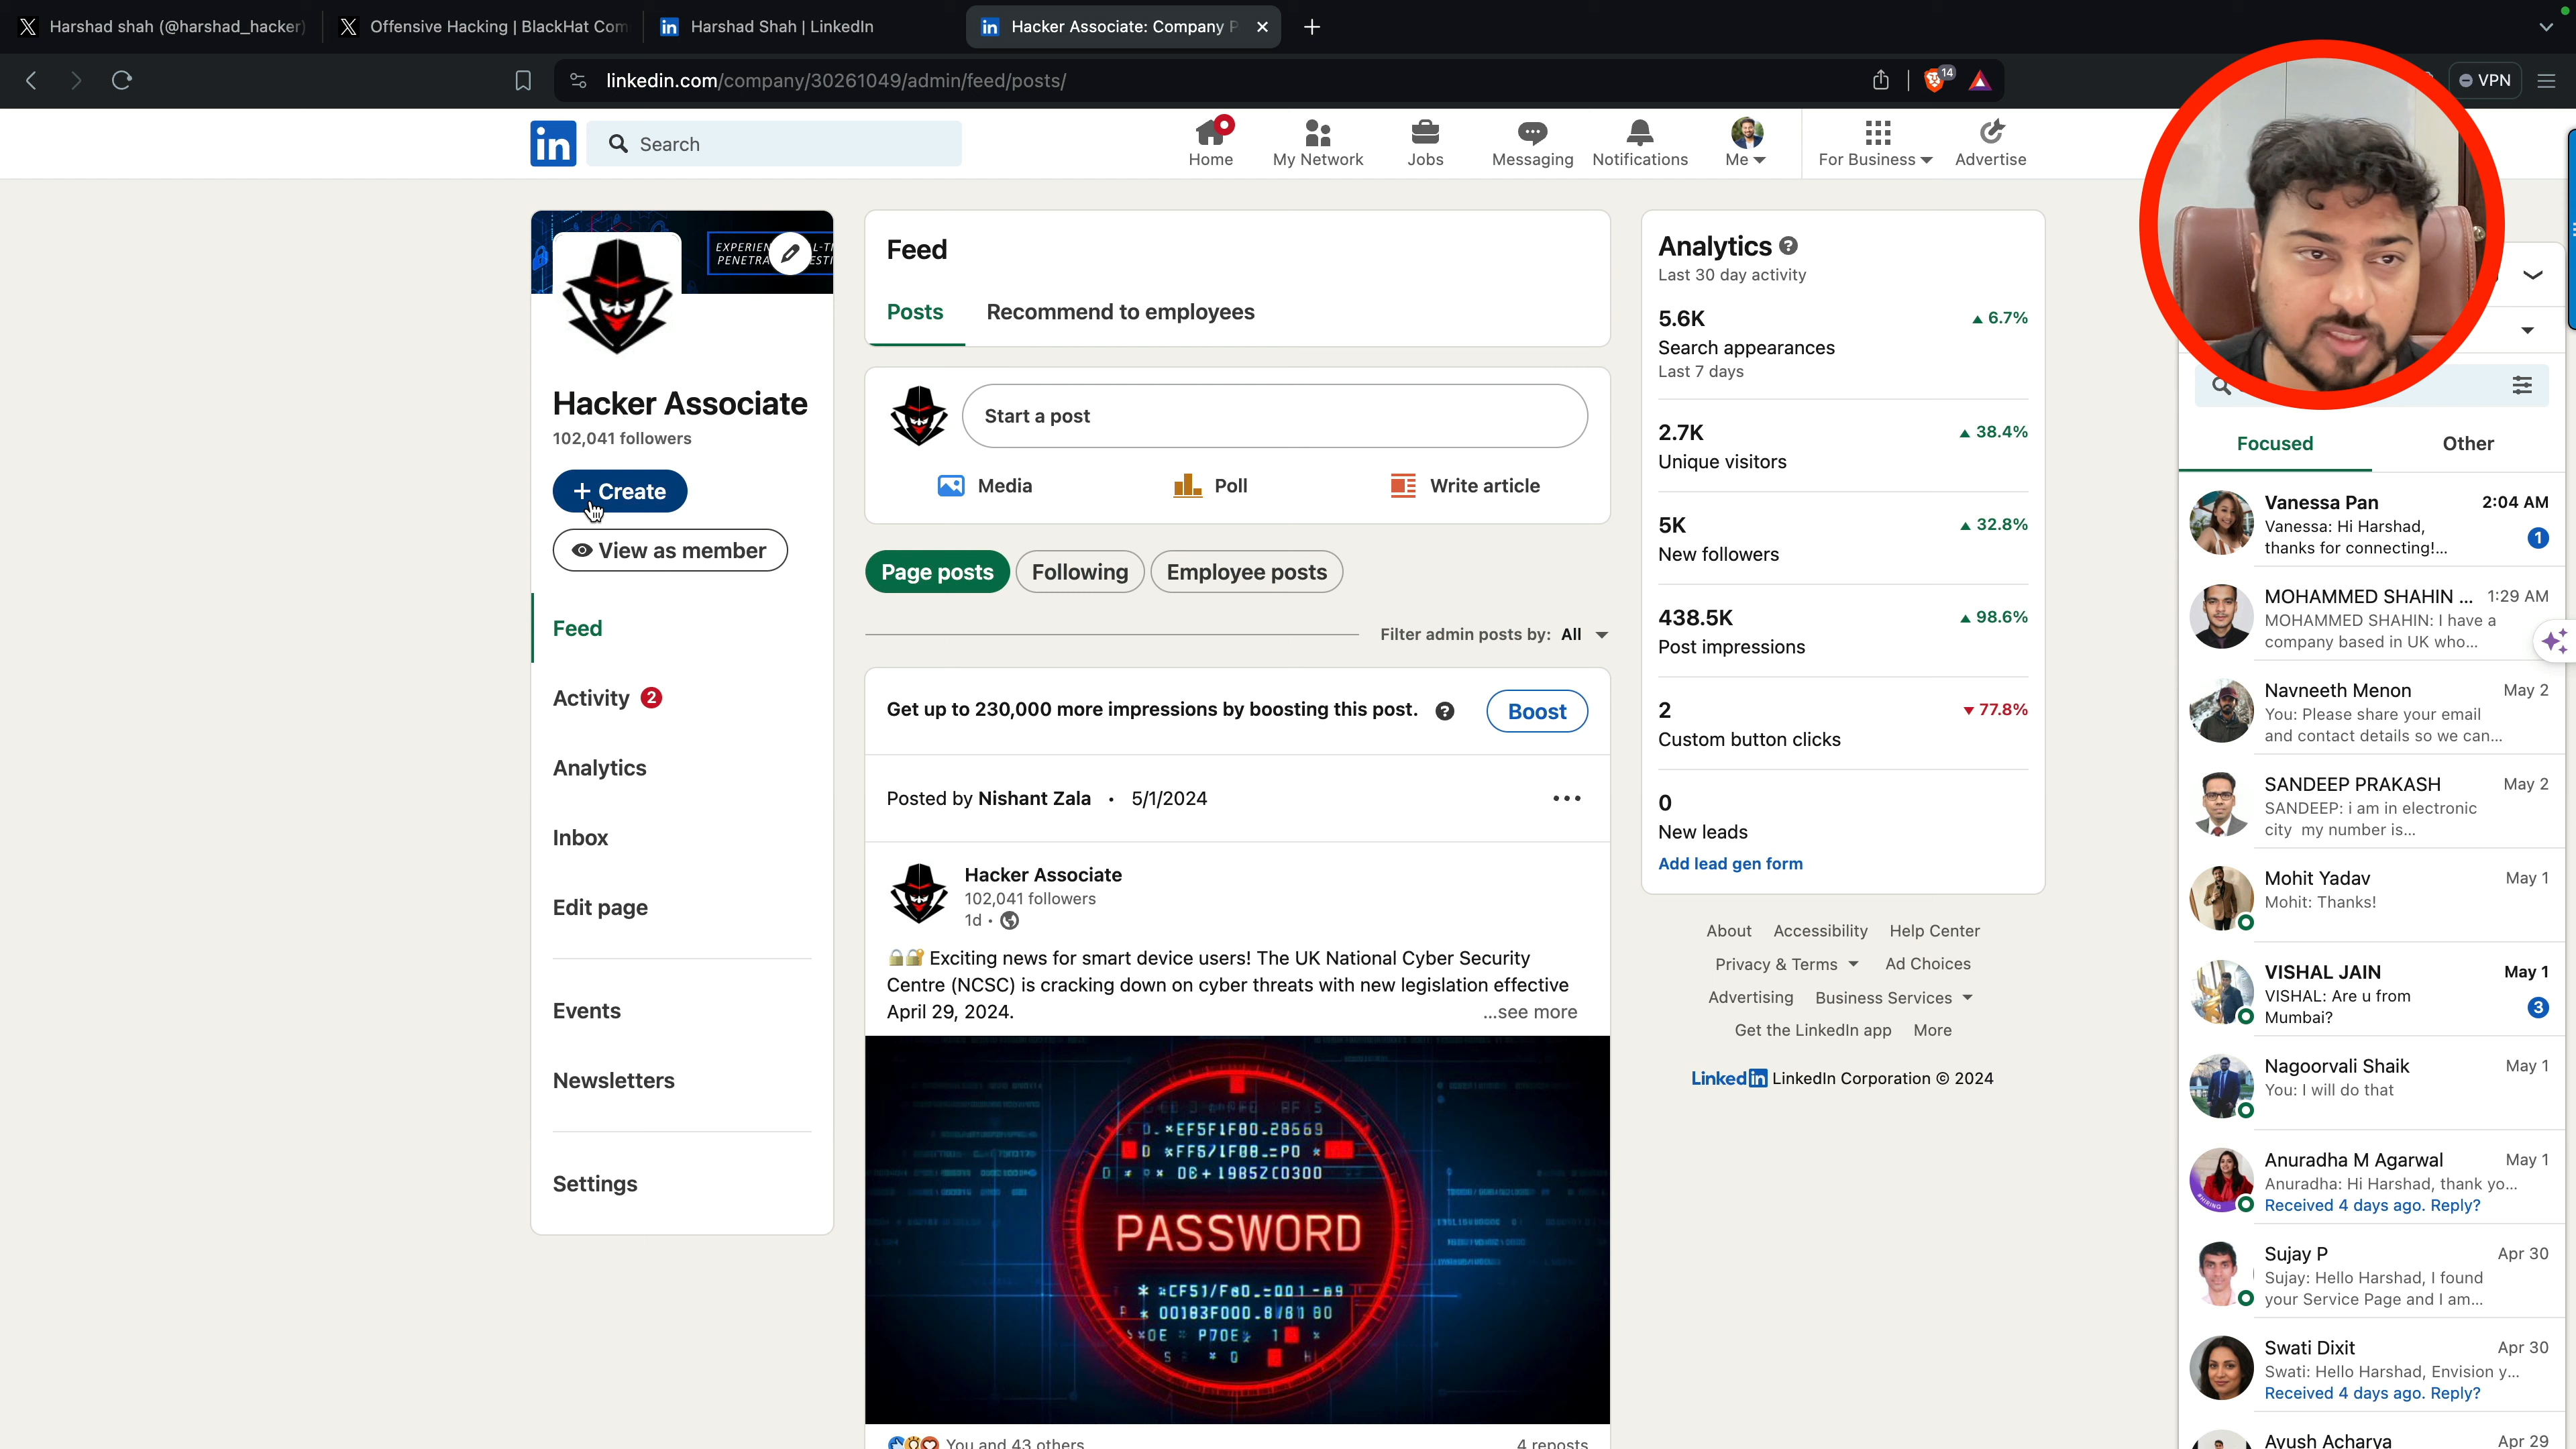 Harshad shah (@harshad_hacker)
Offensive Hacking | BlackHat Com
Harshad Shah | LinkedIn
Hacker Associate: Company P
linkedin.com/company/30261049/admin/feed/posts/
14
VPN
in
Search
Home
My Network
Jobs
Messaging
Notifications
Me
For Business
Advertise
Hacker Associate
102,041 followers
+ Create
View as member
Feed
Activity 2
Analytics
Inbox
Edit page
Events
Newsletters
Settings
Feed
Posts
Recommend to employees
Start a post
Media
Poll
Write article
Page posts
Following
Employee posts
Filter admin posts by: All
Get up to 230,000 more impressions by boosting this post.
Boost
Posted by Nishant Zala • 5/1/2024
Hacker Associate
102,041 followers
1d •
Exciting news for smart device users! The UK National Cyber Security
Centre (NCSC) is cracking down on cyber threats with new legislation effective
April 29, 2024.
...see more
PASSWORD
You and 43 others
4 reposts
Analytics
Last 30 day activity
5.6K
6.7%
Search appearances
Last 7 days
2.7K
38.4%
Unique visitors
5K
32.8%
New followers
438.5K
98.6%
Post impressions
2
77.8%
Custom button clicks
0
New leads
Add lead gen form
About Accessibility Help Center
Privacy & Terms Ad Choices
Advertising Business Services
Get the LinkedIn app More
LinkedIn LinkedIn Corporation © 2024
Focused
Other
Vanessa Pan 2:04 AM
Vanessa: Hi Harshad,
thanks for connecting!...
1
MOHAMMED SHAHIN ... 1:29 AM
MOHAMMED SHAHIN: I have a
company based in UK who...
Navneeth Menon May 2
You: Please share your email
and contact details so we can...
SANDEEP PRAKASH May 2
SANDEEP: i am in electronic
city my number is...
Mohit Yadav May 1
Mohit: Thanks!
VISHAL JAIN May 1
VISHAL: Are u from
Mumbai?
3
Nagoorvali Shaik May 1
You: I will do that
Anuradha M Agarwal May 1
Anuradha: Hi Harshad, thank yo...
Received 4 days ago. Reply?
Sujay P Apr 30
Sujay: Hello Harshad, I found
your Service Page and I am...
Swati Dixit Apr 30
Swati: Hello Harshad, Envision y...
Received 4 days ago. Reply?
Ayush Acharya Apr 29